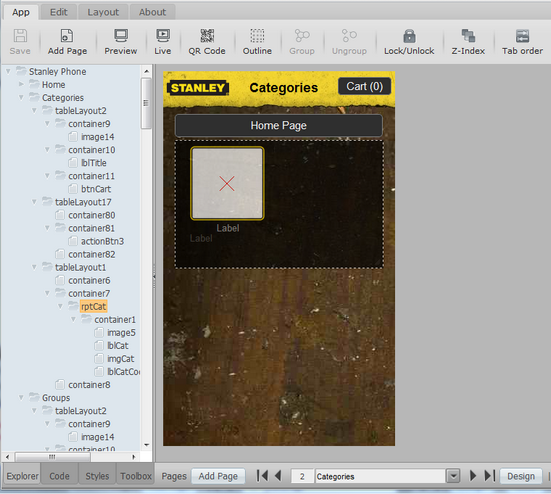 App Edit Layout About
Save Add Page Preview Live QR Code Outline Group Ungroup Lock/Unlock Z-Index Tab order
Stanley Phone
Home
Categories
tableLayout2
container9
image14
container10
lblTitle
container11
btnCart
tableLayout17
container80
container81
actionBtn3
container82
tableLayout1
container6
container7
rptCat
container1
image5
lblCat
imgCat
lblCatCo
container8
Groups
tableLayout2
container9
image14
container10
STANLEY Categories Cart (0)
Home Page
Label
Label
Explorer Code Styles Toolbox Pages Add Page 2 Categories Design